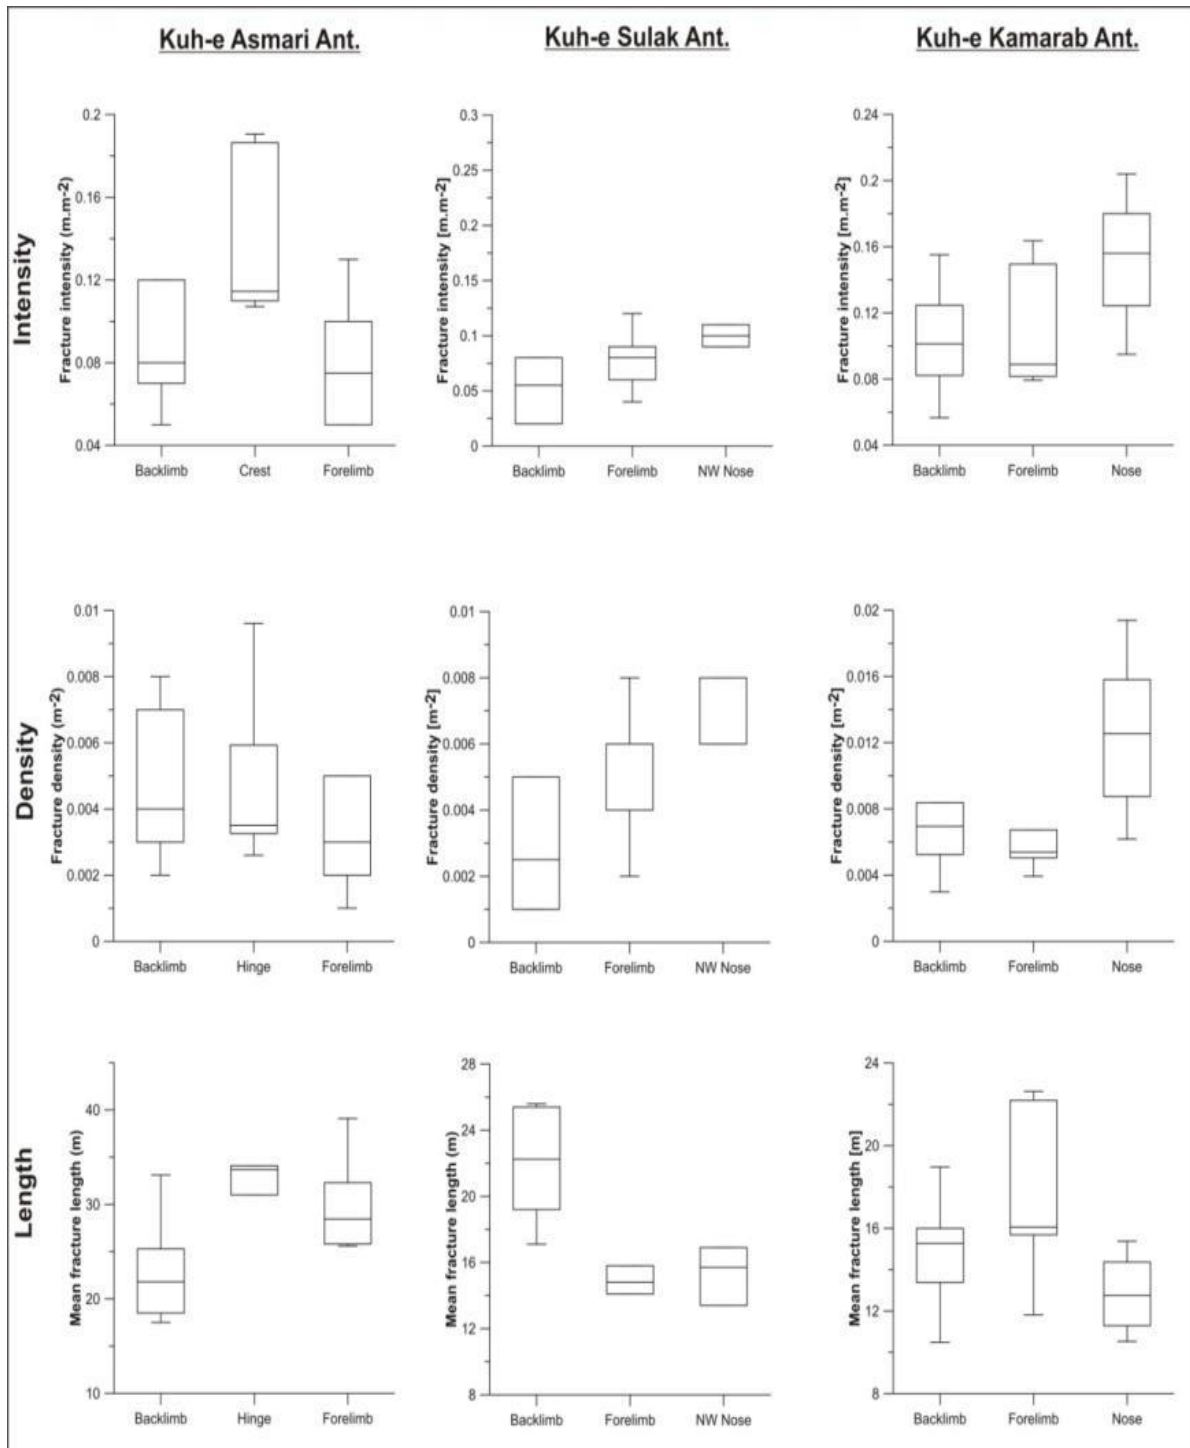 Kuh-e Asmari Ant.
Kuh-e Sulak Ant.
Kuh-e Kamarab Ant.
Intensity
Fracture intensity (m.m-2)
0.2
0.16
0.12
0.08
0.04
Backlimb Crest Forelimb
Fracture intensity [m.m-2]
0.3
0.25
0.2
0.15
0.1
0.05
0
Backlimb Forelimb NW Nose
Fracture intensity [m.m-2]
0.24
0.2
0.16
0.12
0.08
0.04
Backlimb Forelimb Nose
Density
Fracture density (m-2)
0.01
0.008
0.006
0.004
0.002
0
Backlimb Hinge Forelimb
Fracture density [m-2]
0.01
0.008
0.006
0.004
0.002
0
Backlimb Forelimb NW Nose
Fracture density [m-2]
0.02
0.016
0.012
0.008
0.004
0
Backlimb Forelimb Nose
Length
Mean fracture length (m)
40
30
20
10
Backlimb Hinge Forelimb
Mean fracture length (m)
28
24
20
16
12
8
Backlimb Forelimb NW Nose
Mean fracture length [m]
24
20
16
12
8
Backlimb Forelimb Nose